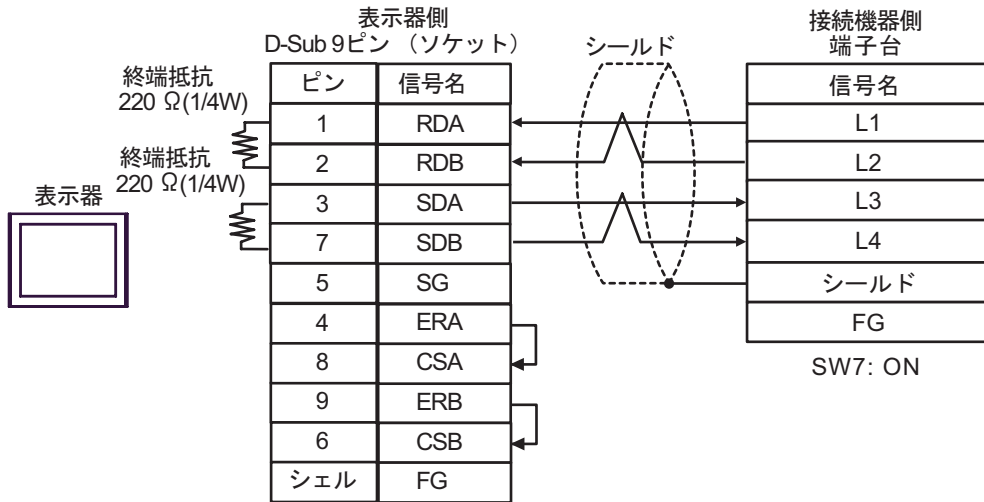 表示器側
D-Sub 9ピン （ソケット）
シールド
接続機器側
端子台
終端抵抗
220 Ω(1/4W)
終端抵抗
220 Ω(1/4W)
表示器
ピン 信号名
1 RDA
2 RDB
3 SDA
7 SDB
5 SG
4 ERA
8 CSA
9 ERB
6 CSB
シェル FG
信号名
L1
L2
L3
L4
シールド
FG
SW7: ON